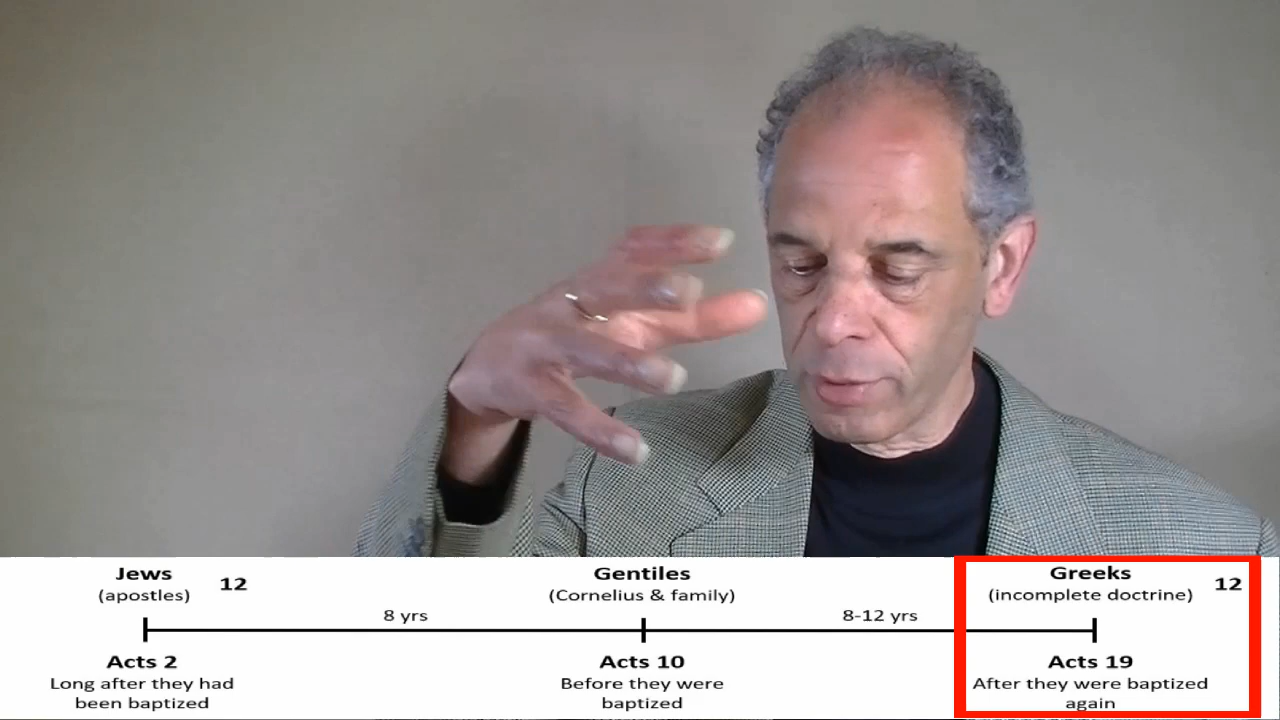 Jews
(apostles)
12
8 yrs
Acts 2
Long after they had
been baptized
Gentiles
(Cornelius & family)
8-12 yrs
Acts 10
Before they were
baptized
Greeks
(incomplete doctrine)
12
Acts 19
After they were baptized
again